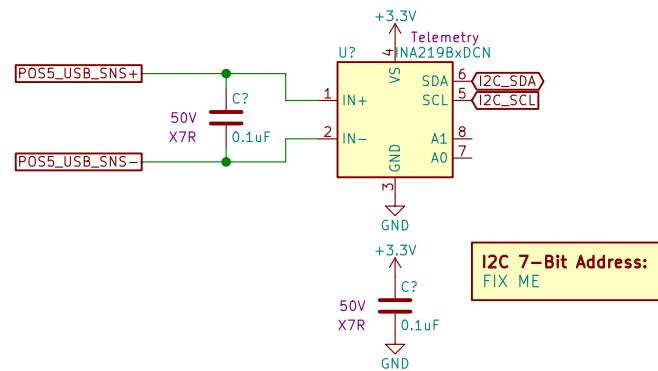 +3.3V
Telemetry
U?
INA219BxDCN
4
VS
POS5_USB_SNS+
6
SDA
I2C_SDA
5
SCL
I2C_SCL
1
IN+
C?
50V
X7R
0.1uF
2
IN-
8
A1
7
A0
POS5_USB_SNS-
GND
3
GND
+3.3V
C?
50V
X7R
0.1uF
GND
I2C 7-Bit Address:
FIX ME